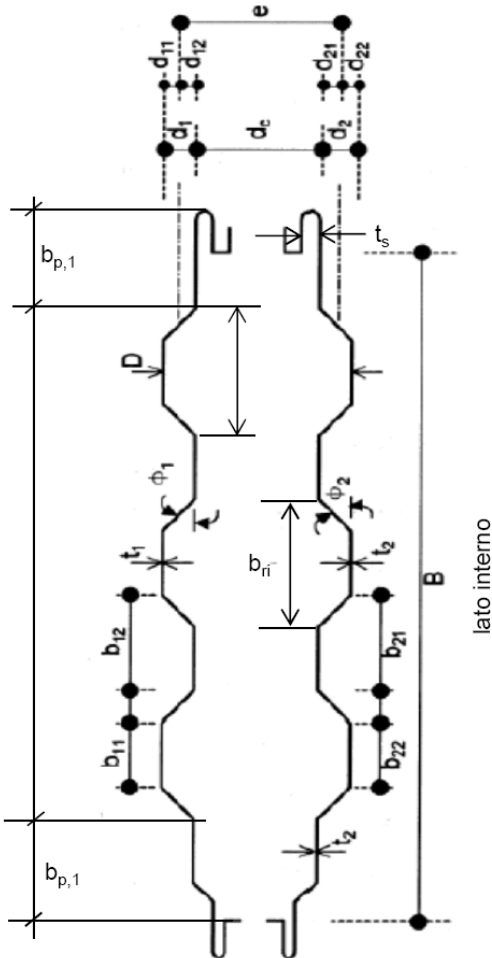 e
d11
d12
d21
d22
d1
dc
d2
bp,1
ts
D
ϕ1
ϕ2
t1
bri
t2
b12
b21
B
lato interno
b11
b22
t2
bp,1